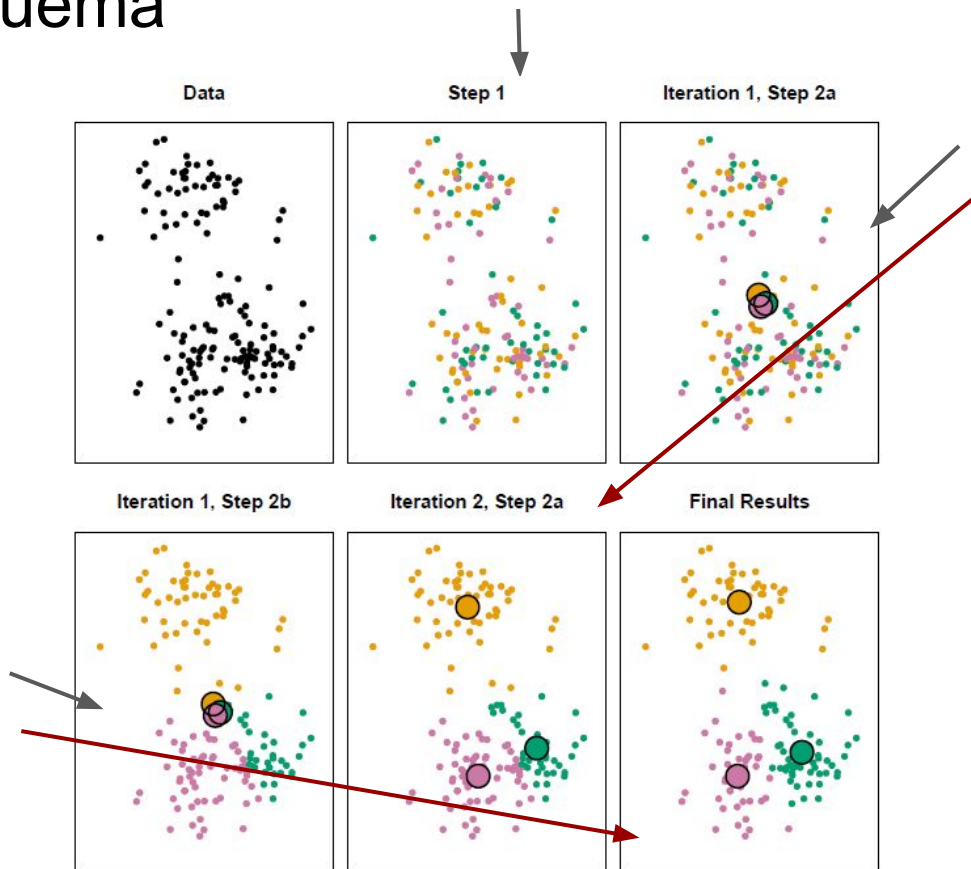 uema
Data
Step 1
Iteration 1, Step 2a
Iteration 1, Step 2b
Iteration 2, Step 2a
Final Results